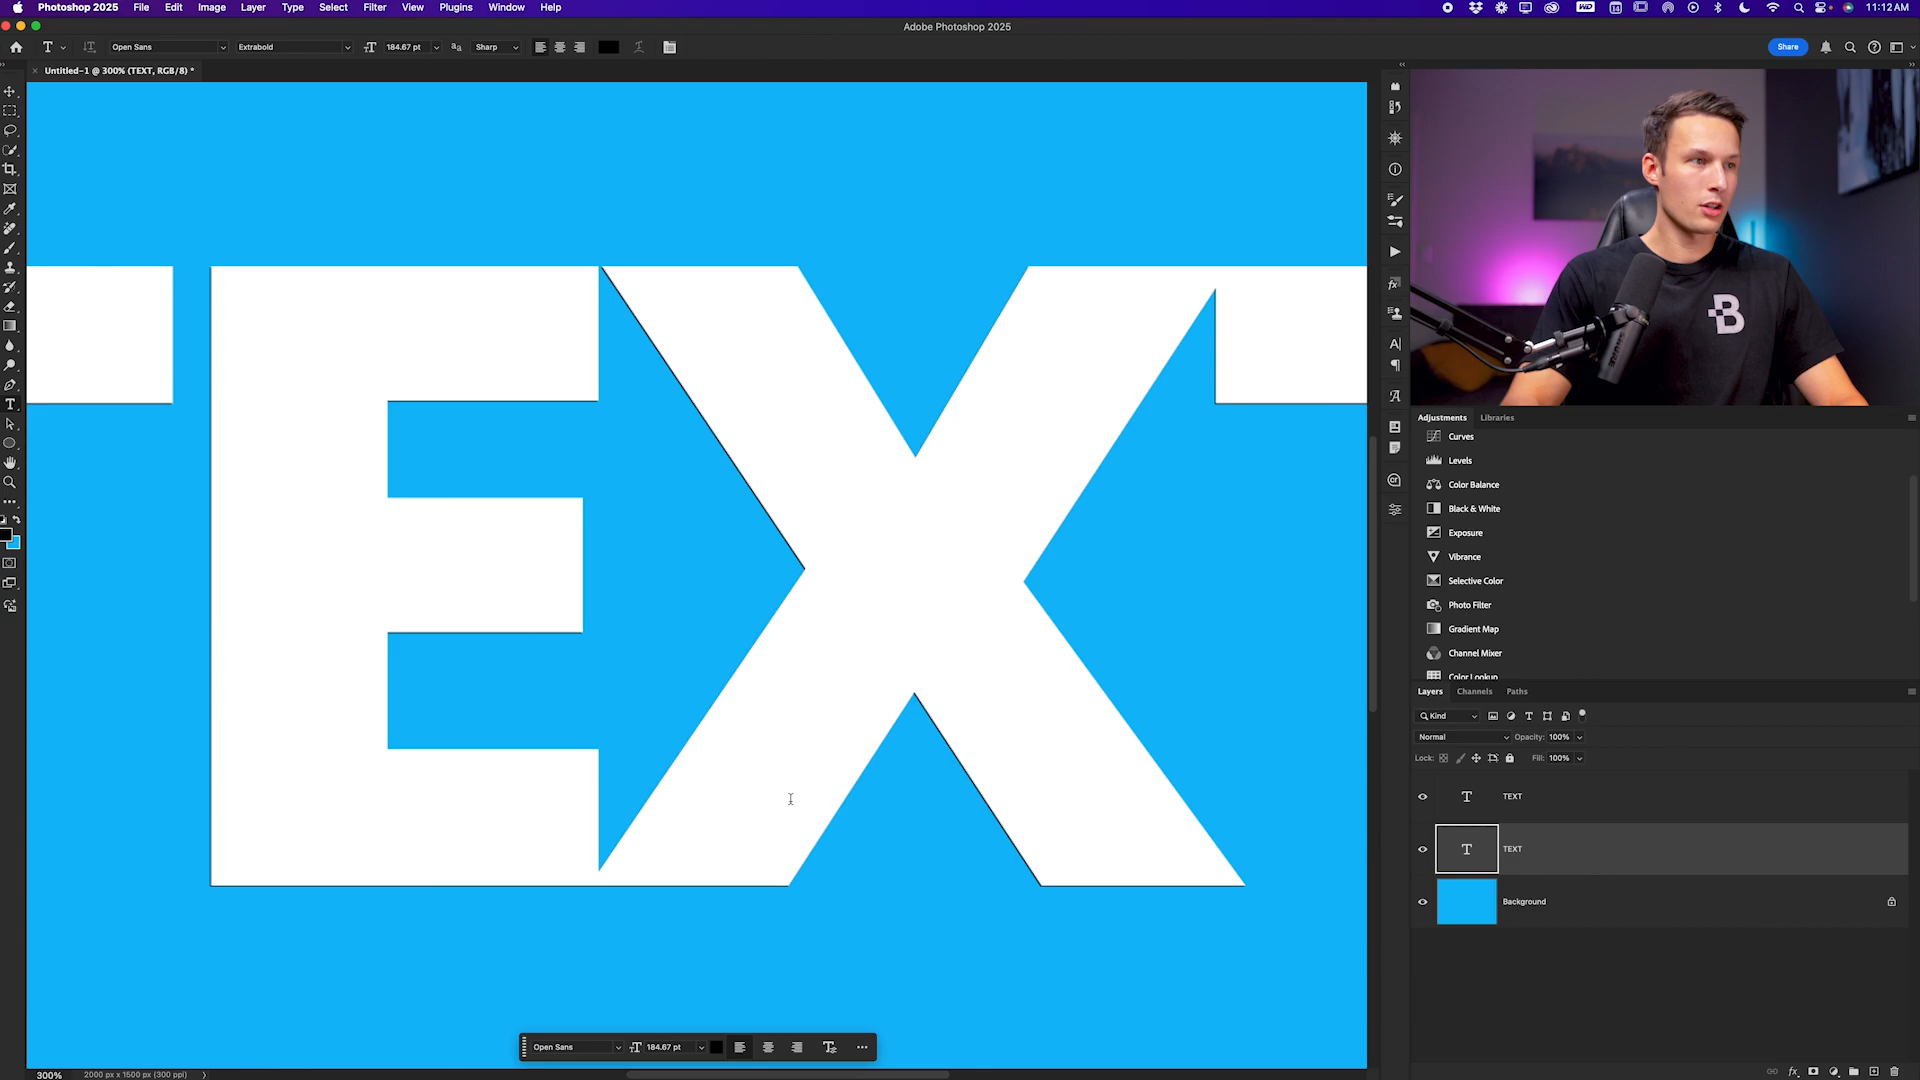 Photoshop 2025 File Edit Image Layer Type Select Filter View Plugins Window Help 11:12 AM
Adobe Photoshop 2025
Open Sans Extrabold 184.67 pt Sharp Share
Untitled-1 @ 300% (TEXT, RGB/8) *
TEXT
SHURE
B
Adjustments Libraries
Curves
Levels
Color Balance
Black & White
Exposure
Vibrance
Selective Color
Photo Filter
Gradient Map
Channel Mixer
Color Lookup
Layers Channels Paths
Kind
Normal Opacity: 100%
Lock: Fill: 100%
TEXT
TEXT
Background
Open Sans 184.67 pt
300% 2000 px x 1500 px (300 ppi)